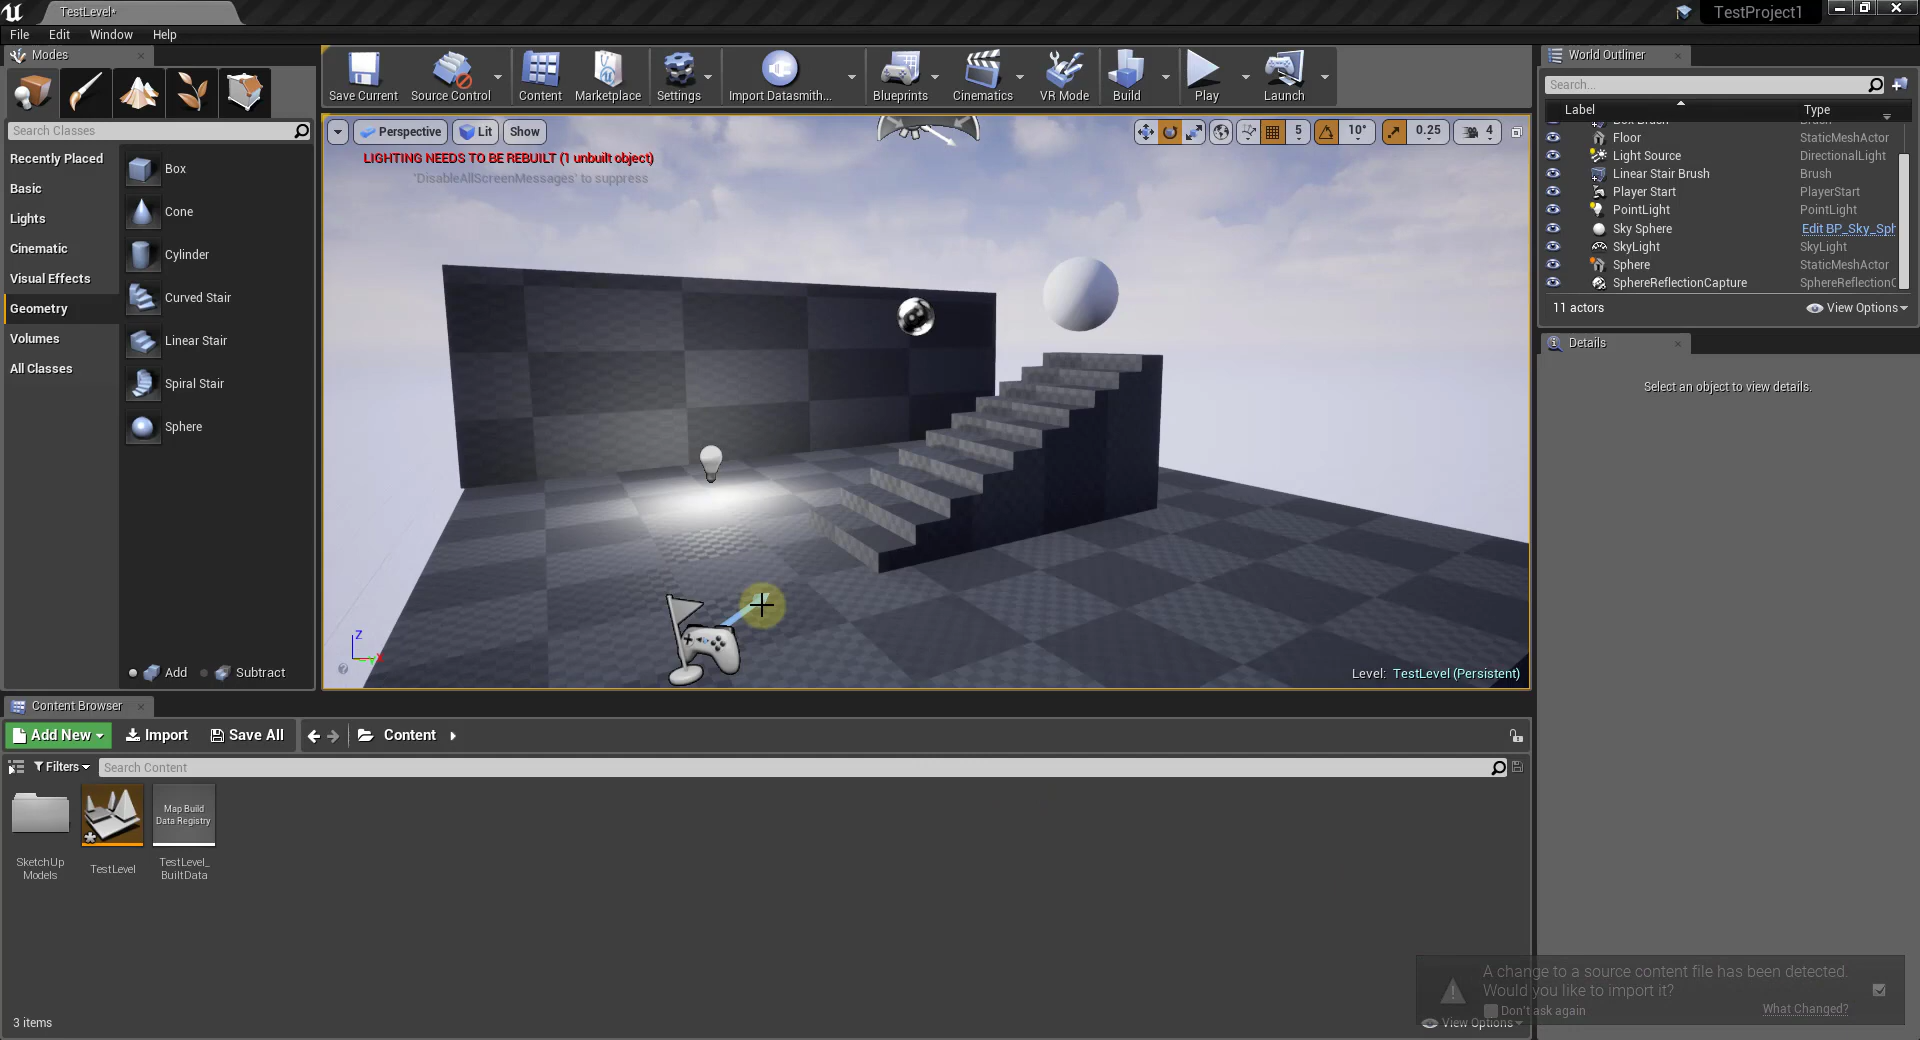 TestLevel*
TestProject1
File Edit Window Help
Modes
Search Classes
Recently Placed
Basic
Lights
Cinematic
Visual Effects
Geometry
Volumes
All Classes
Box
Cone
Cylinder
Curved Stair
Linear Stair
Spiral Stair
Sphere
Add Subtract
Save Current Source Control Content Marketplace Settings Import Datasmith... Blueprints Cinematics VR Mode Build Play Launch
Perspective Lit Show
5 10° 0.25 4
LIGHTING NEEDS TO BE REBUILT (1 unbuilt object)
'DisableAllScreenMessages' to suppress
Z
X
Level: TestLevel (Persistent)
World Outliner
Search...
Label Type
Box Brush
Floor StaticMeshActor
Light Source DirectionalLight
Linear Stair Brush Brush
Player Start PlayerStart
PointLight PointLight
Sky Sphere Edit BP_Sky_Sph
SkyLight SkyLight
Sphere StaticMeshActor
SphereReflectionCapture SphereReflectionC
11 actors View Options
Details
Select an object to view details.
Content Browser
Add New Import Save All Content
Filters Search Content
SketchUp
Models
TestLevel
Map Build
Data Registry
TestLevel_
BuiltData
3 items
View Options
A change to a source content file has been detected.
Would you like to import it?
Don't ask again What Changed?